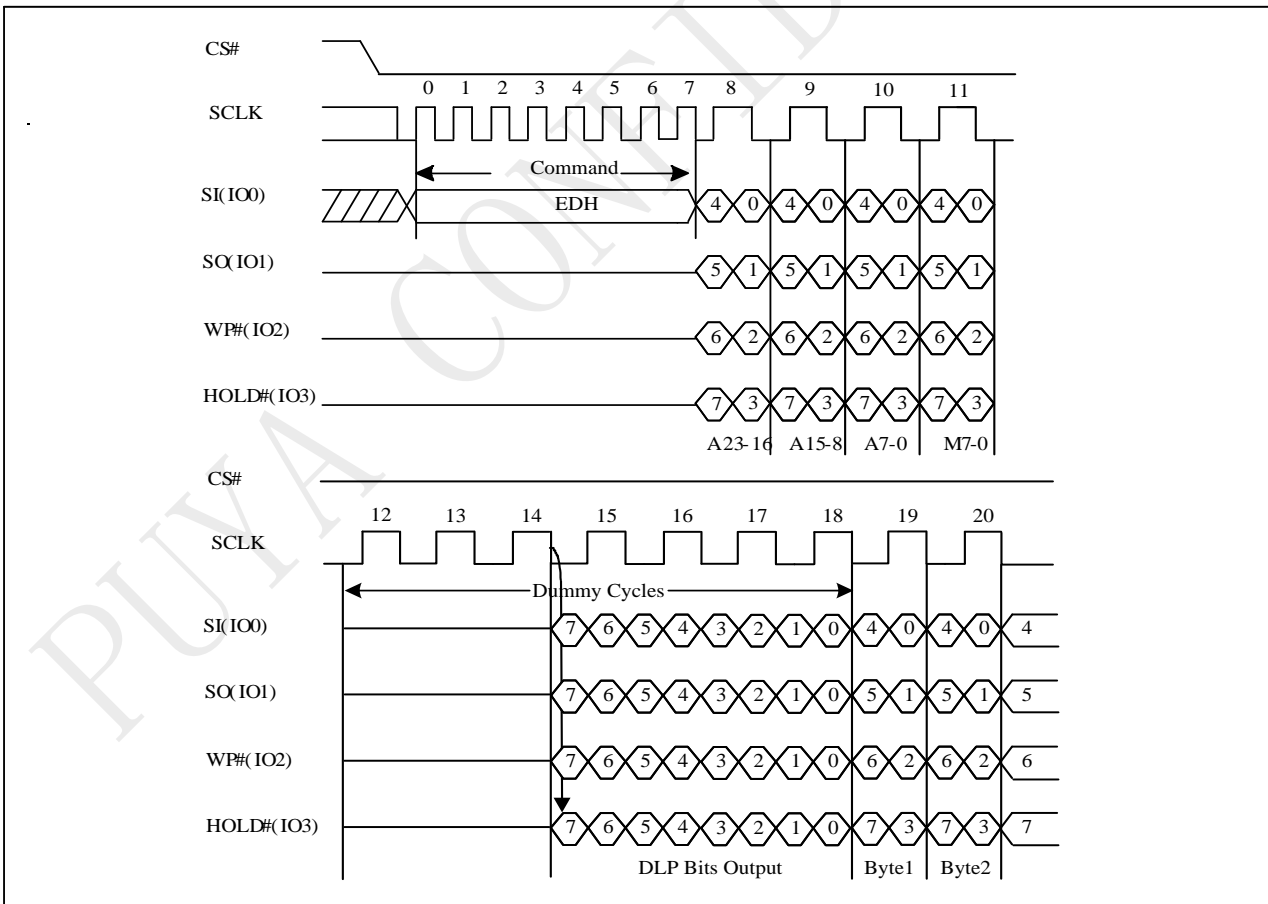 PUYA CONFID
CS#
0 1 2 3 4 5 6 7 8 9 10 11
SCLK
Command
SI(IO0) EDH 4 0 4 0 4 0 4 0
SO(IO1) 5 1 5 1 5 1 5 1
WP#(IO2) 6 2 6 2 6 2 6 2
HOLD#(IO3) 7 3 7 3 7 3 7 3
A23-16 A15-8 A7-0 M7-0
CS#
12 13 14 15 16 17 18 19 20
SCLK
Dummy Cycles
SI(IO0) 7 6 5 4 3 2 1 0 4 0 4 0 4
SO(IO1) 7 6 5 4 3 2 1 0 5 1 5 1 5
WP#(IO2) 7 6 5 4 3 2 1 0 6 2 6 2 6
HOLD#(IO3) 7 6 5 4 3 2 1 0 7 3 7 3 7
DLP Bits Output Byte1 Byte2